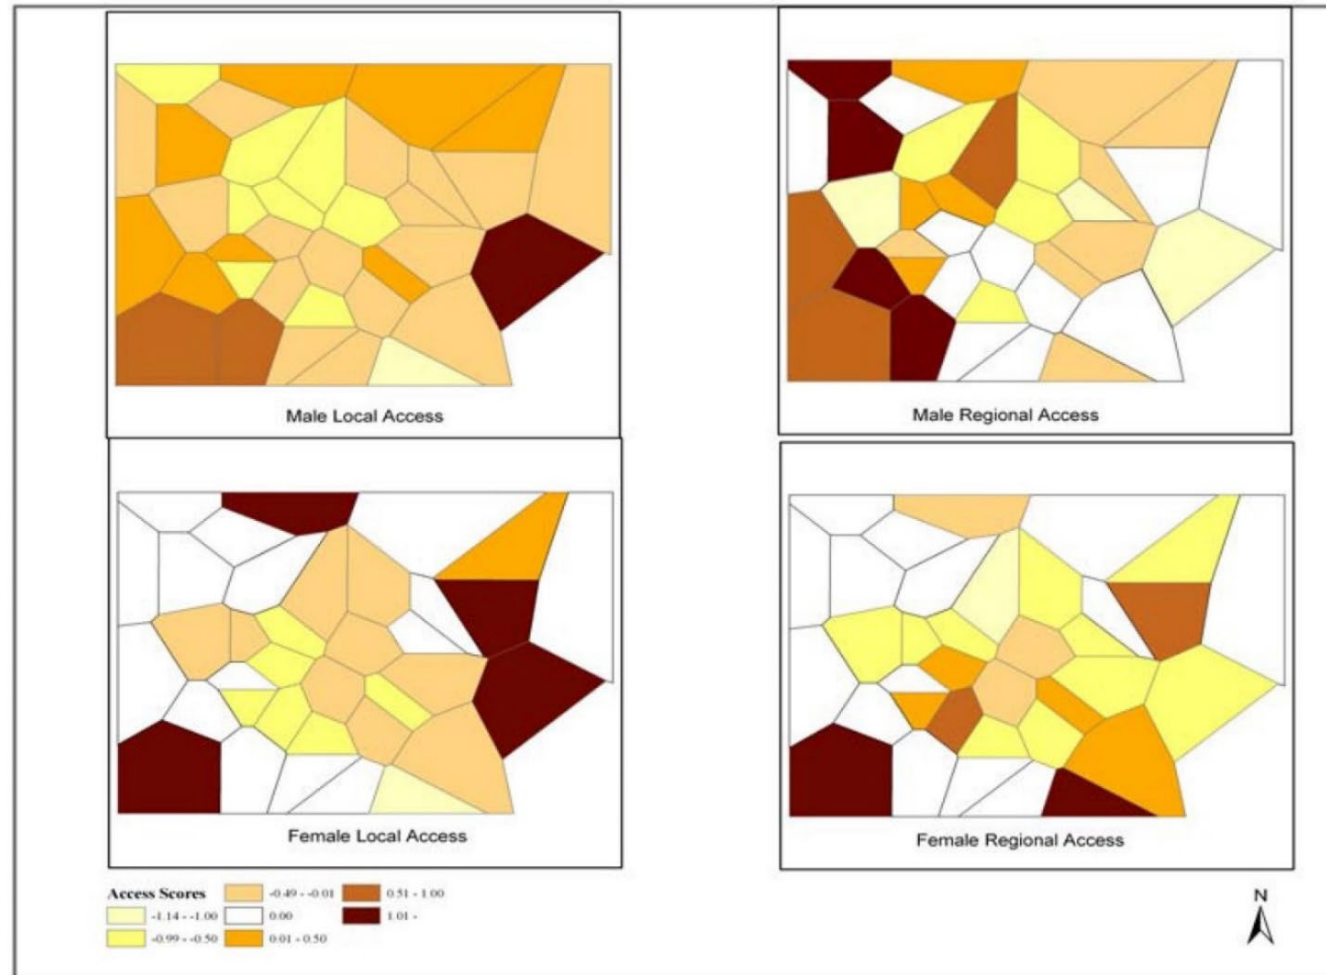 Male Local Access
Male Regional Access
Female Local Access
Female Regional Access
Access Scores
-1.14 - -1.00
-0.99 - -0.50
-0.49 - -0.01
0.00
0.01 - 0.50
0.51 - 1.00
1.01 -
N